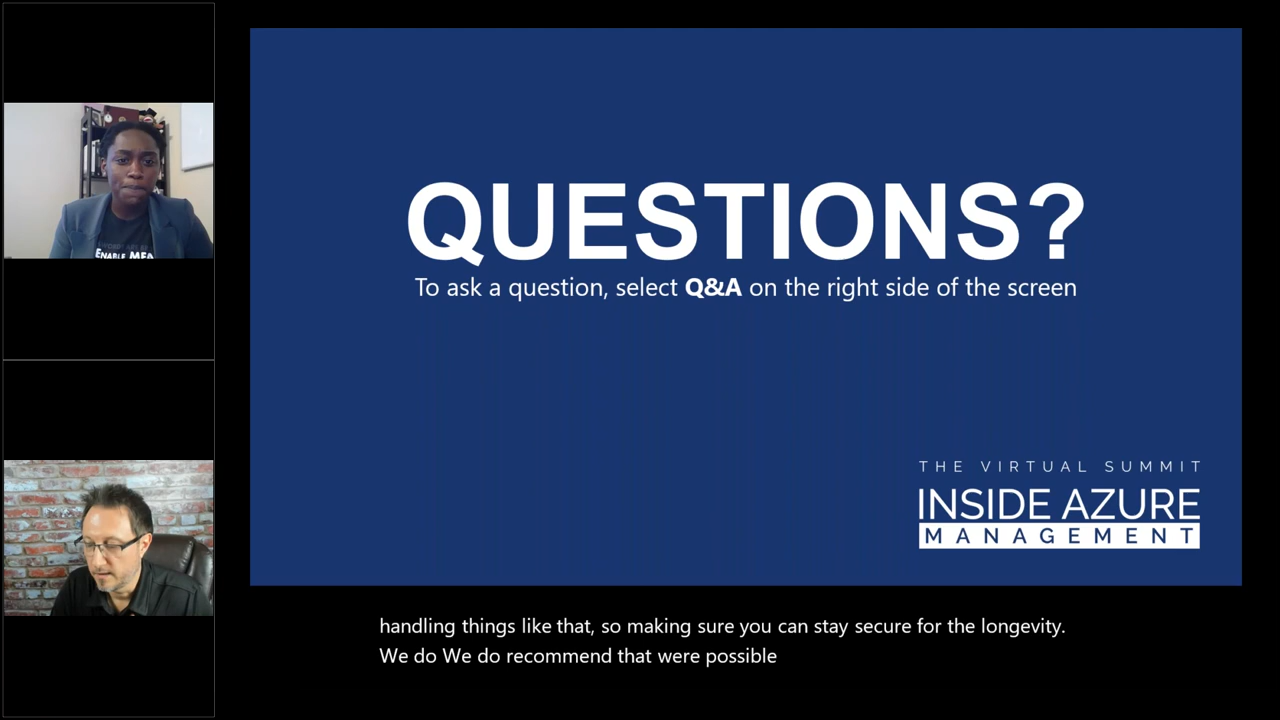 ENABLE
QUESTIONS?
To ask a question, select Q&A on the right side of the screen
THE VIRTUAL SUMMIT
INSIDE AZURE
MANAGEMENT
handling things like that, so making sure you can stay secure for the longevity.
We do We do recommend that were possible